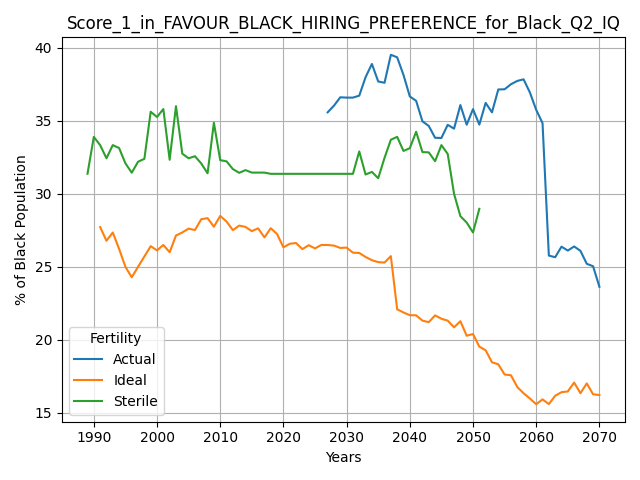 Score_1_in_FAVOUR_BLACK_HIRING_PREFERENCE_for_Black_Q2_IQ
% of Black Population
40
35
30
25
20
15
Fertility
Actual
Ideal
Sterile
1990 2000 2010 2020 2030 2040 2050 2060 2070
Years